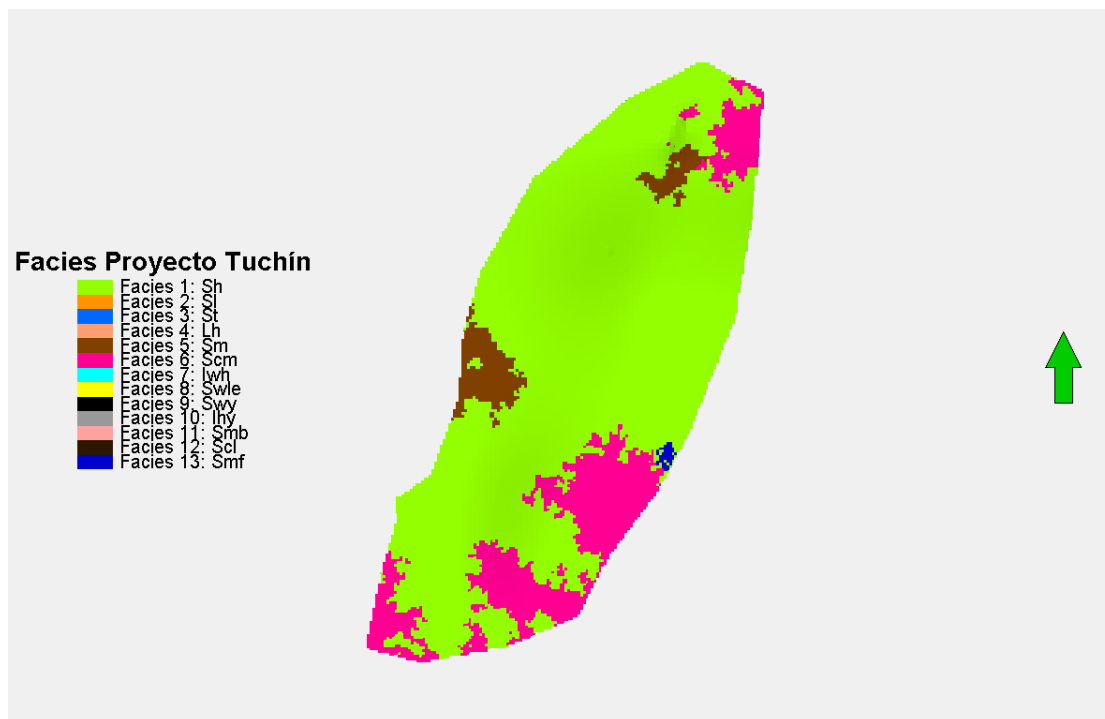 Facies Proyecto Tuchín
Facies 1: Sh
Facies 2: Sl
Facies 3: St
Facies 4: Lh
Facies 5: Sm
Facies 6: Scm
Facies 7: Iwh
Facies 8: Swle
Facies 9: Swy
Facies 10: Ihy
Facies 11: Smb
Facies 12: Scl
Facies 13: Smf